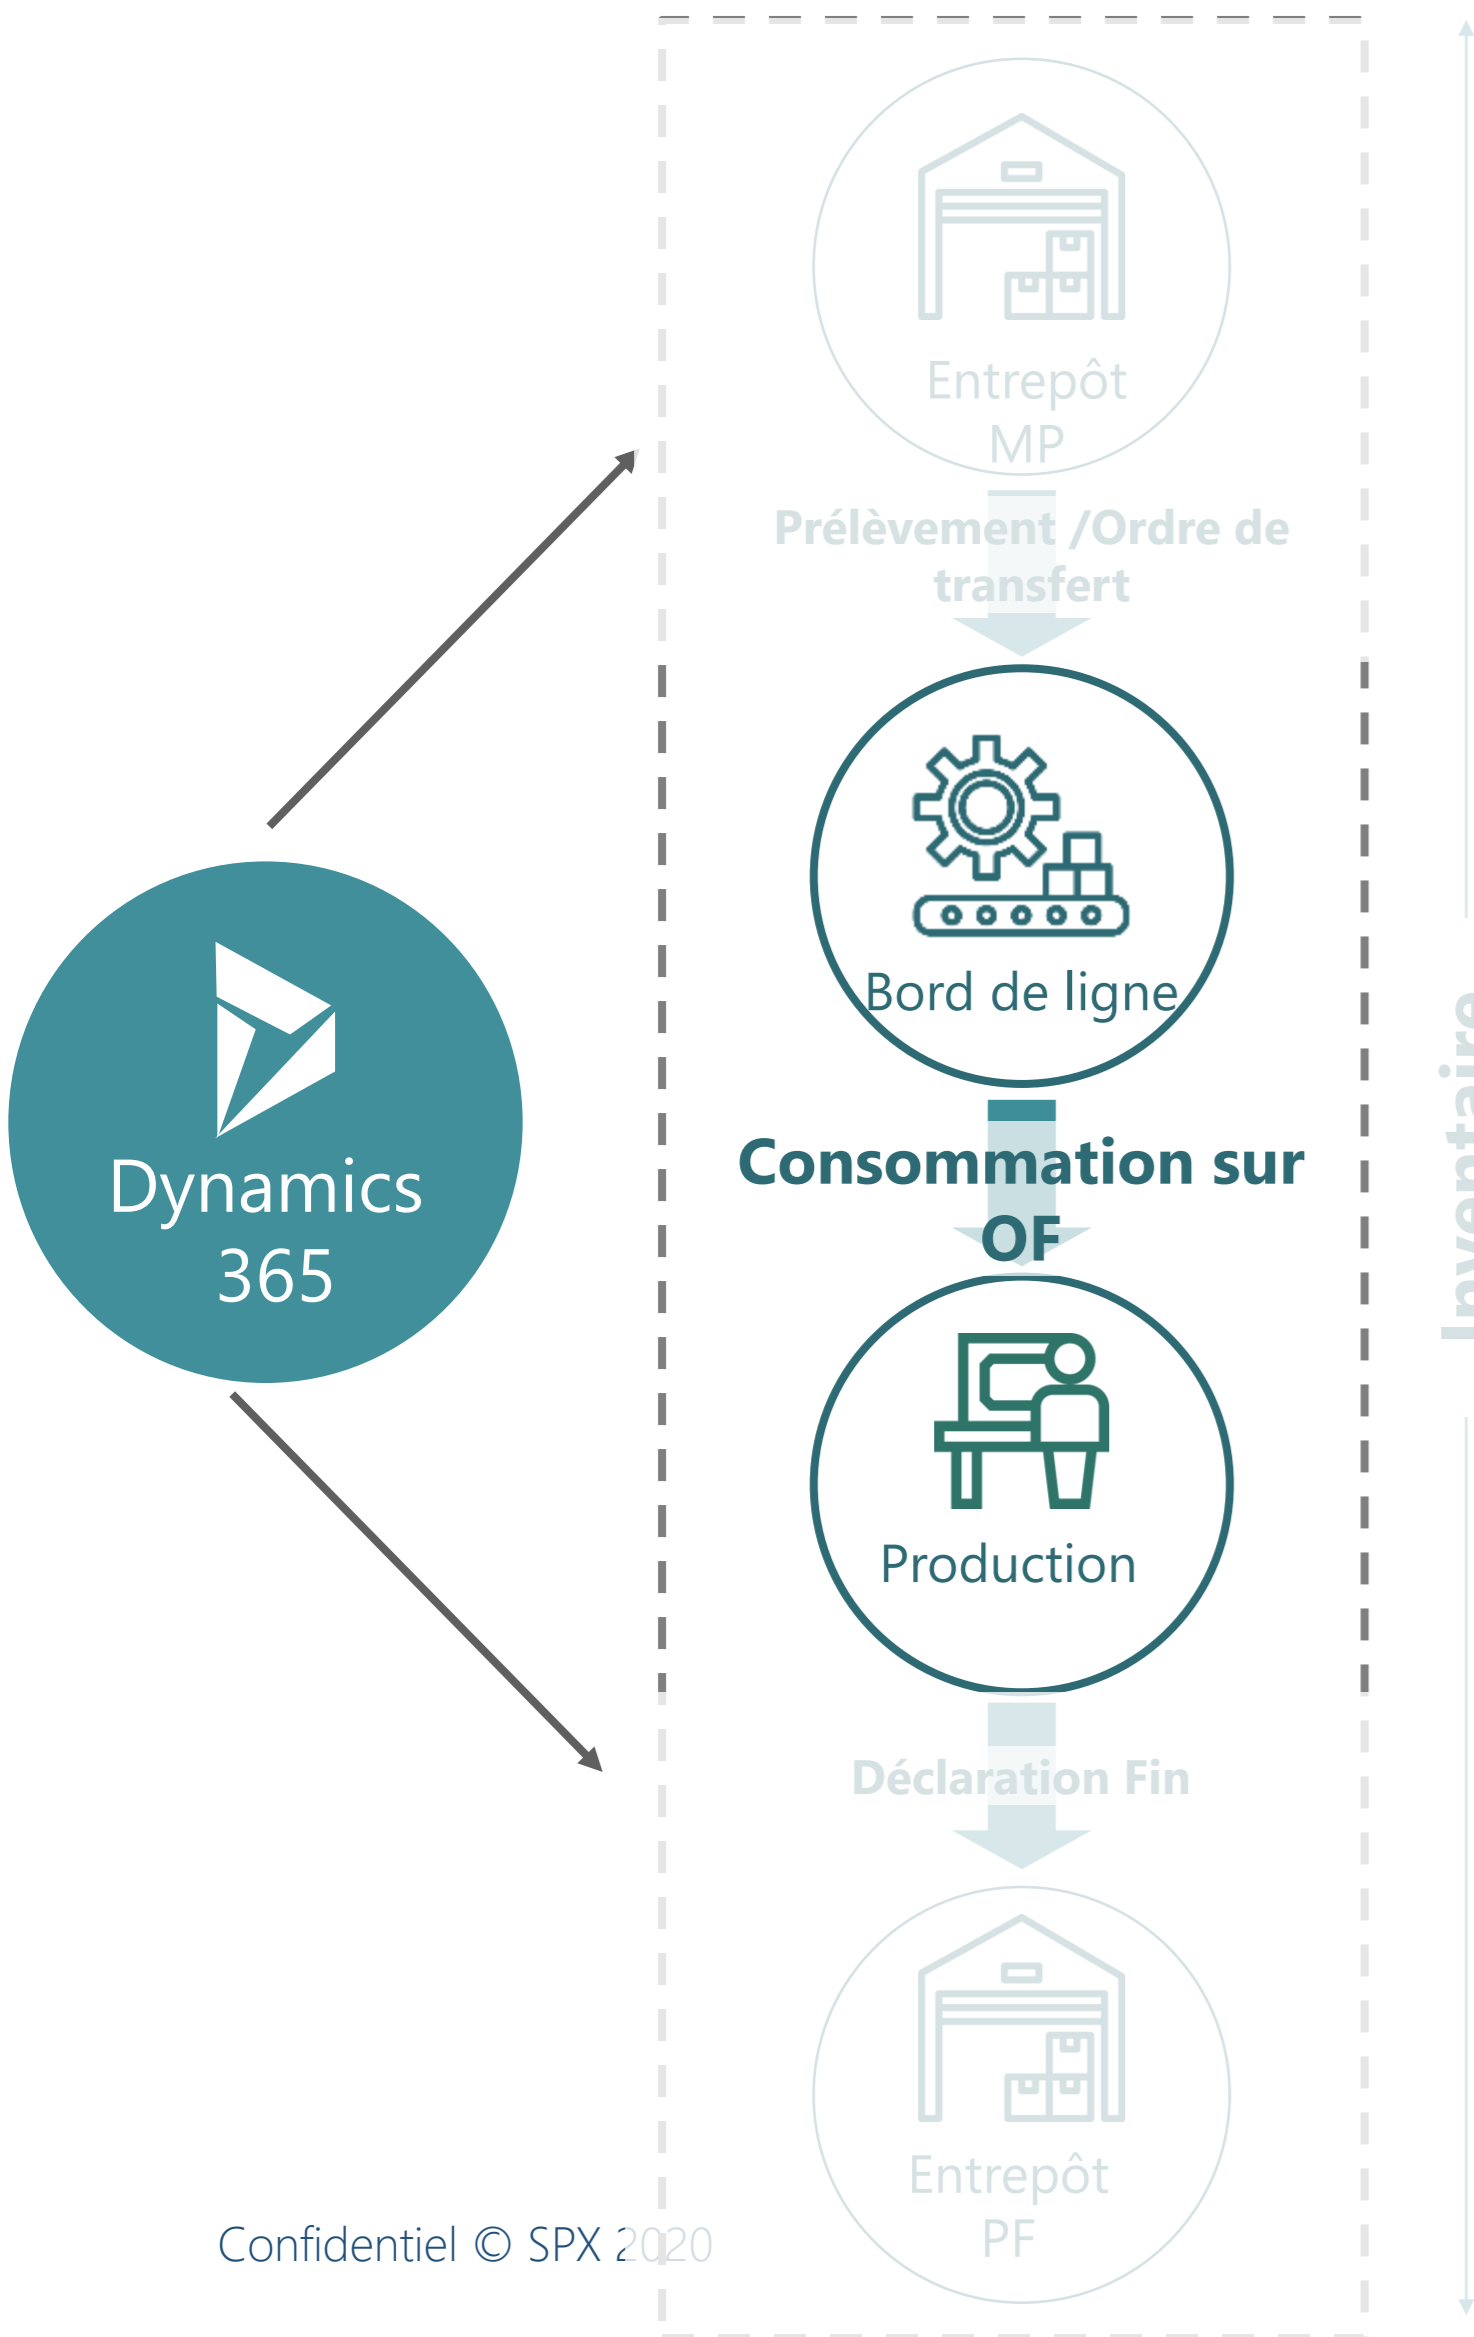 Entrepôt
MP
Prélèvement /Ordre de
transfert
Bord de ligne
Consommation sur
OF
Dynamics
365
Production
Inventaire
Déclaration Fin
Entrepôt
PF
Confidentiel © SPX 2020